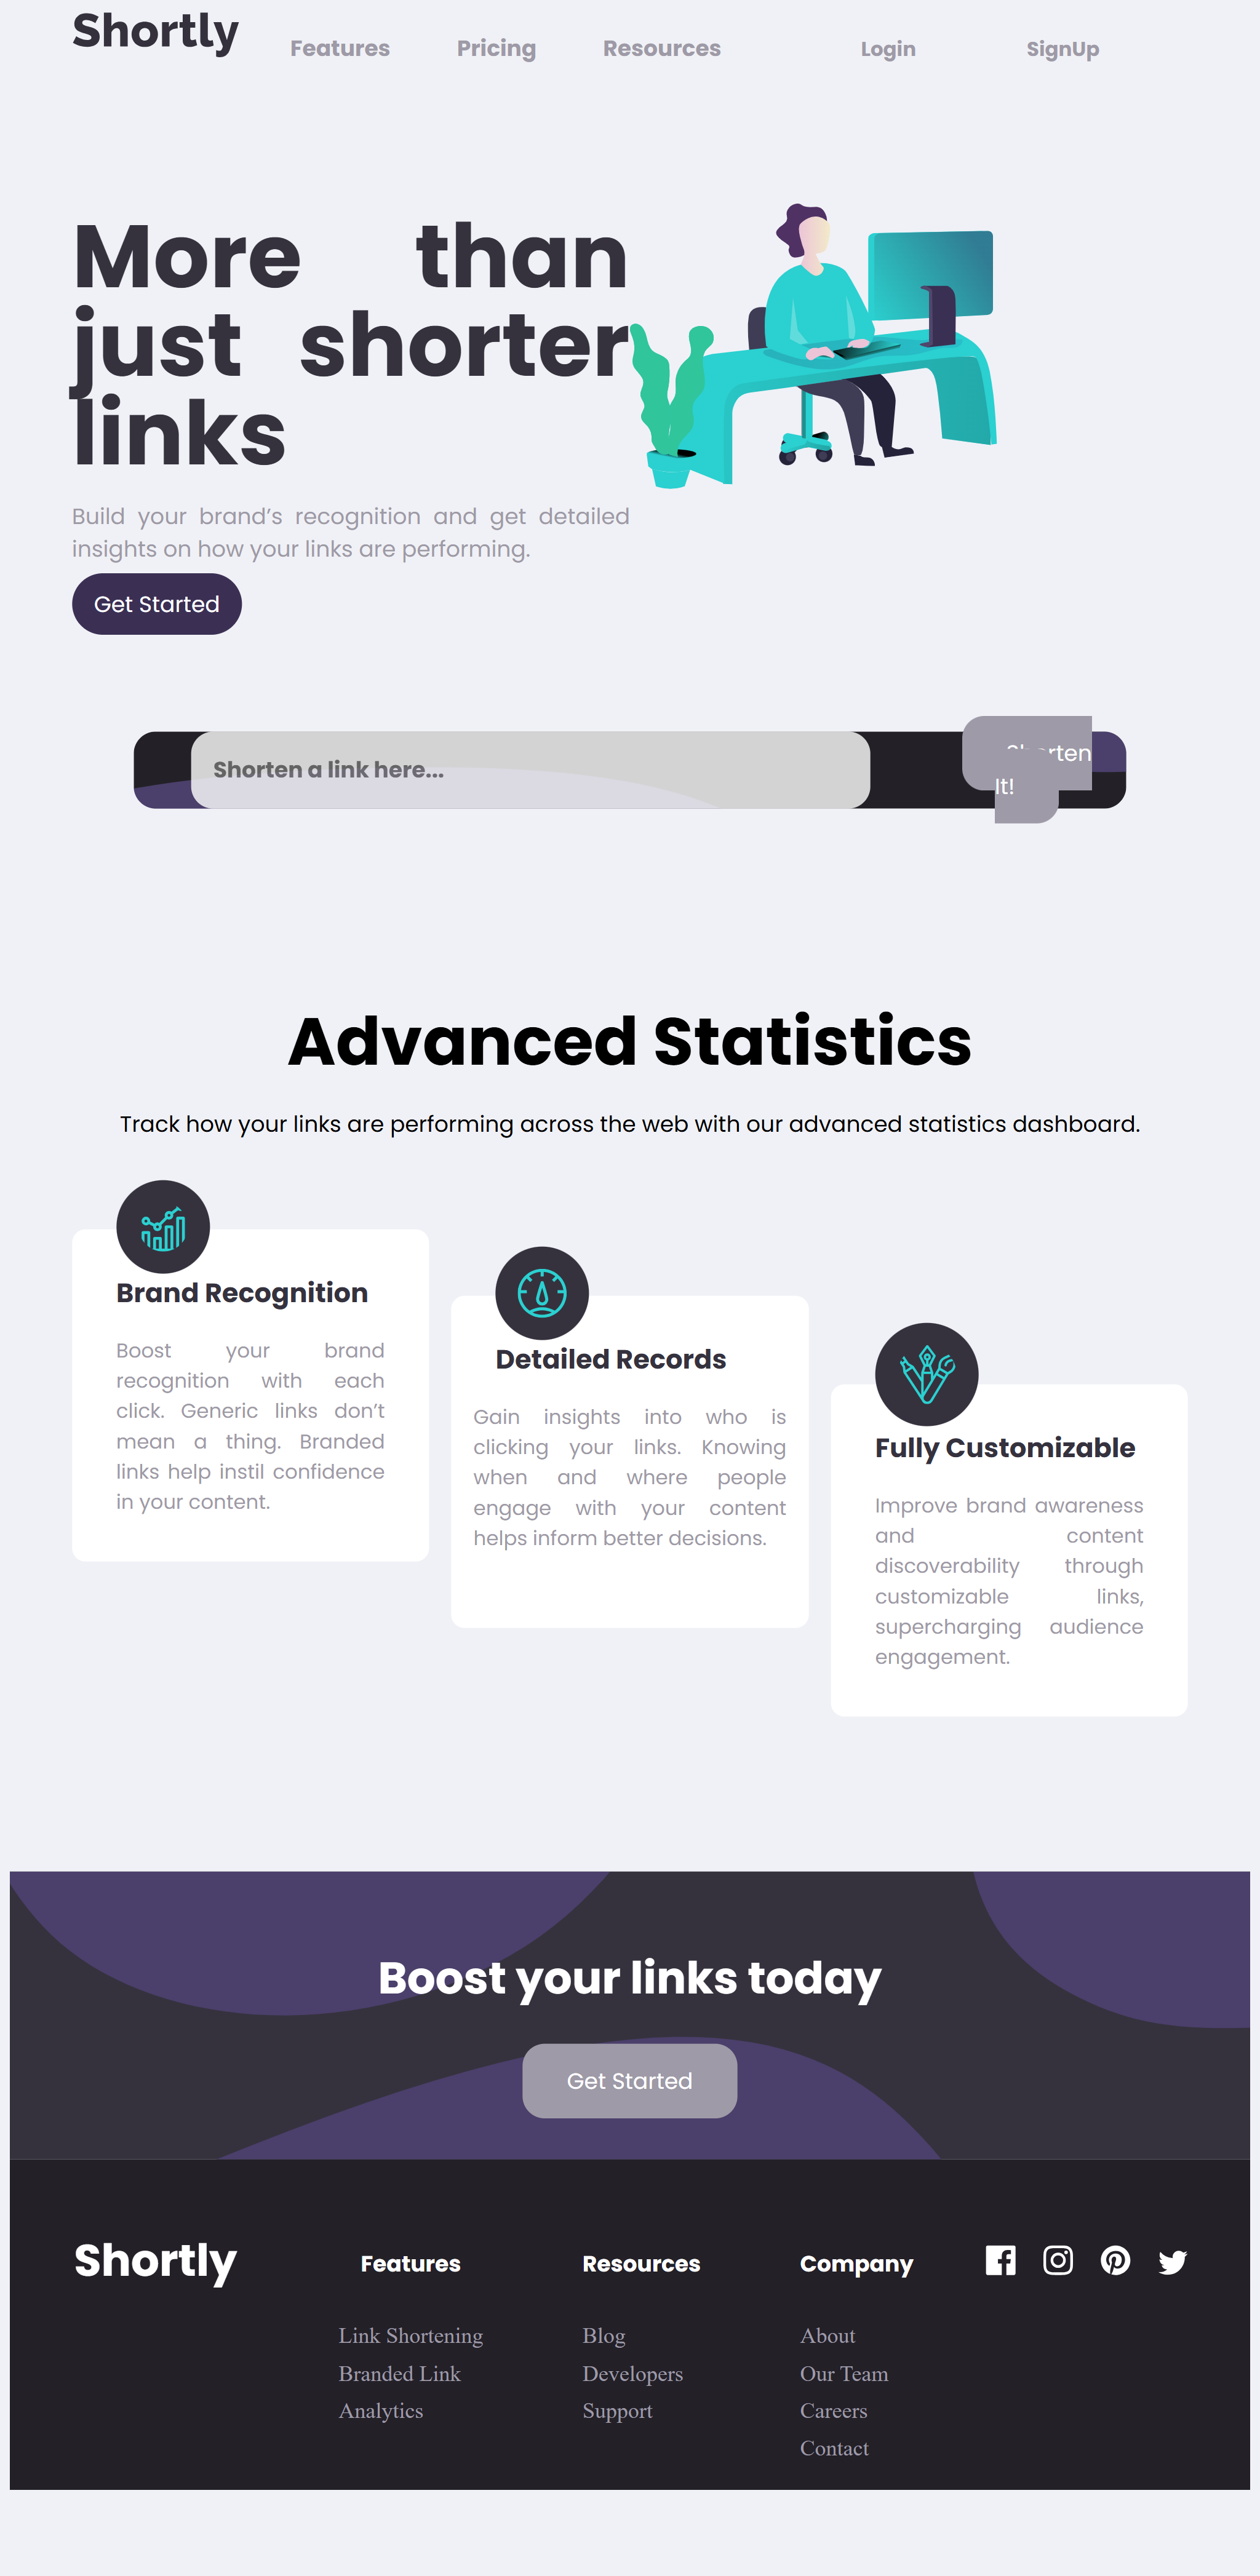 Shortly
Features
Pricing
Resources
Login
SignUp
More than
just shorter
links
Build your brand’s recognition and get detailed
insights on how your links are performing.
Get Started
Shorten a link here...
Shorten
It!
Advanced Statistics
Track how your links are performing across the web with our advanced statistics dashboard.
Brand Recognition
Boost your brand
recognition with each
click. Generic links don’t
mean a thing. Branded
links help instil confidence
in your content.
Detailed Records
Gain insights into who is
clicking your links. Knowing
when and where people
engage with your content
helps inform better decisions.
Fully Customizable
Improve brand awareness
and content
discoverability through
customizable links,
supercharging audience
engagement.
Boost your links today
Get Started
Shortly
Features
Link Shortening
Branded Link
Analytics
Resources
Blog
Developers
Support
Company
About
Our Team
Careers
Contact